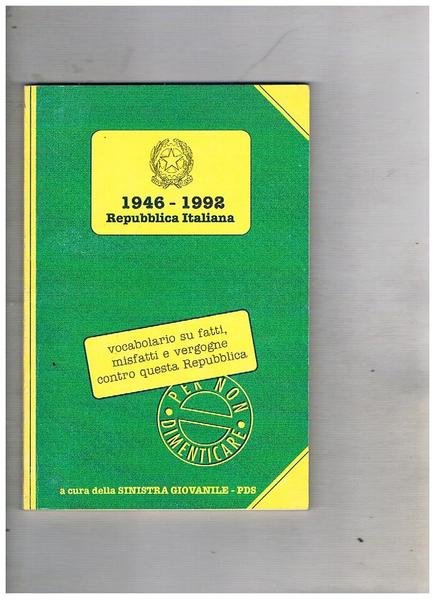 1946 - 1992
Repubblica Italiana
vocabolario su fatti,
misfatti e vergogne
contro questa Repubblica
PER NON
DIMENTICARE
a cura della SINISTRA GIOVANILE - PDS